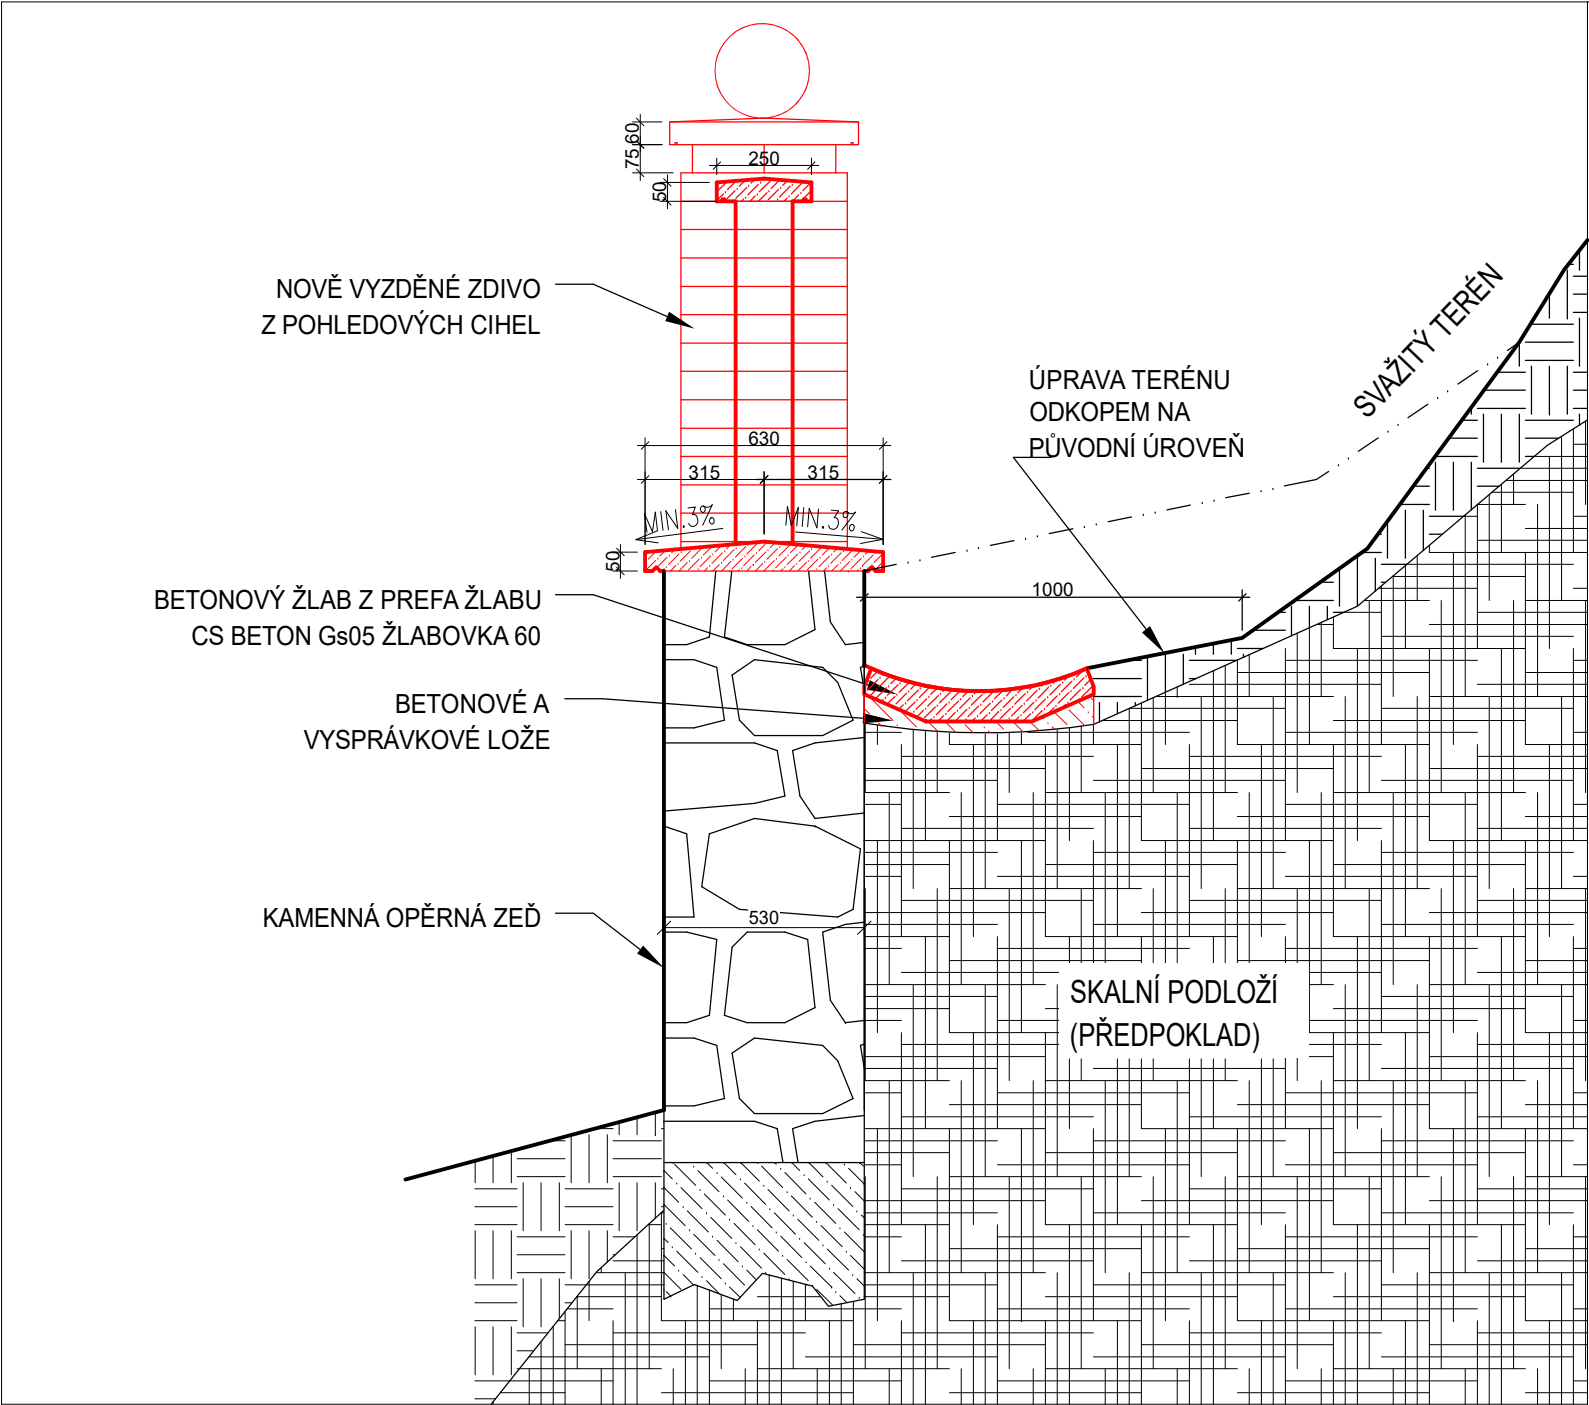 60
75
250
50
NOVĚ VYZDĚNÉ ZDIVO
Z POHLEDOVÝCH CIHEL
SVAŽITÝ TERÉN
ÚPRAVA TERÉNU
ODKOPEM NA
PŮVODNÍ ÚROVEŇ
630
315
315
MIN.3%
MIN.3%
50
1000
BETONOVÝ ŽLAB Z PREFA ŽLABU
CS BETON Gs05 ŽLABOVKA 60
BETONOVÉ A
VYSPRÁVKOVÉ LOŽE
KAMENNÁ OPĚRNÁ ZEĎ
530
SKALNÍ PODLOŽÍ
(PŘEDPOKLAD)